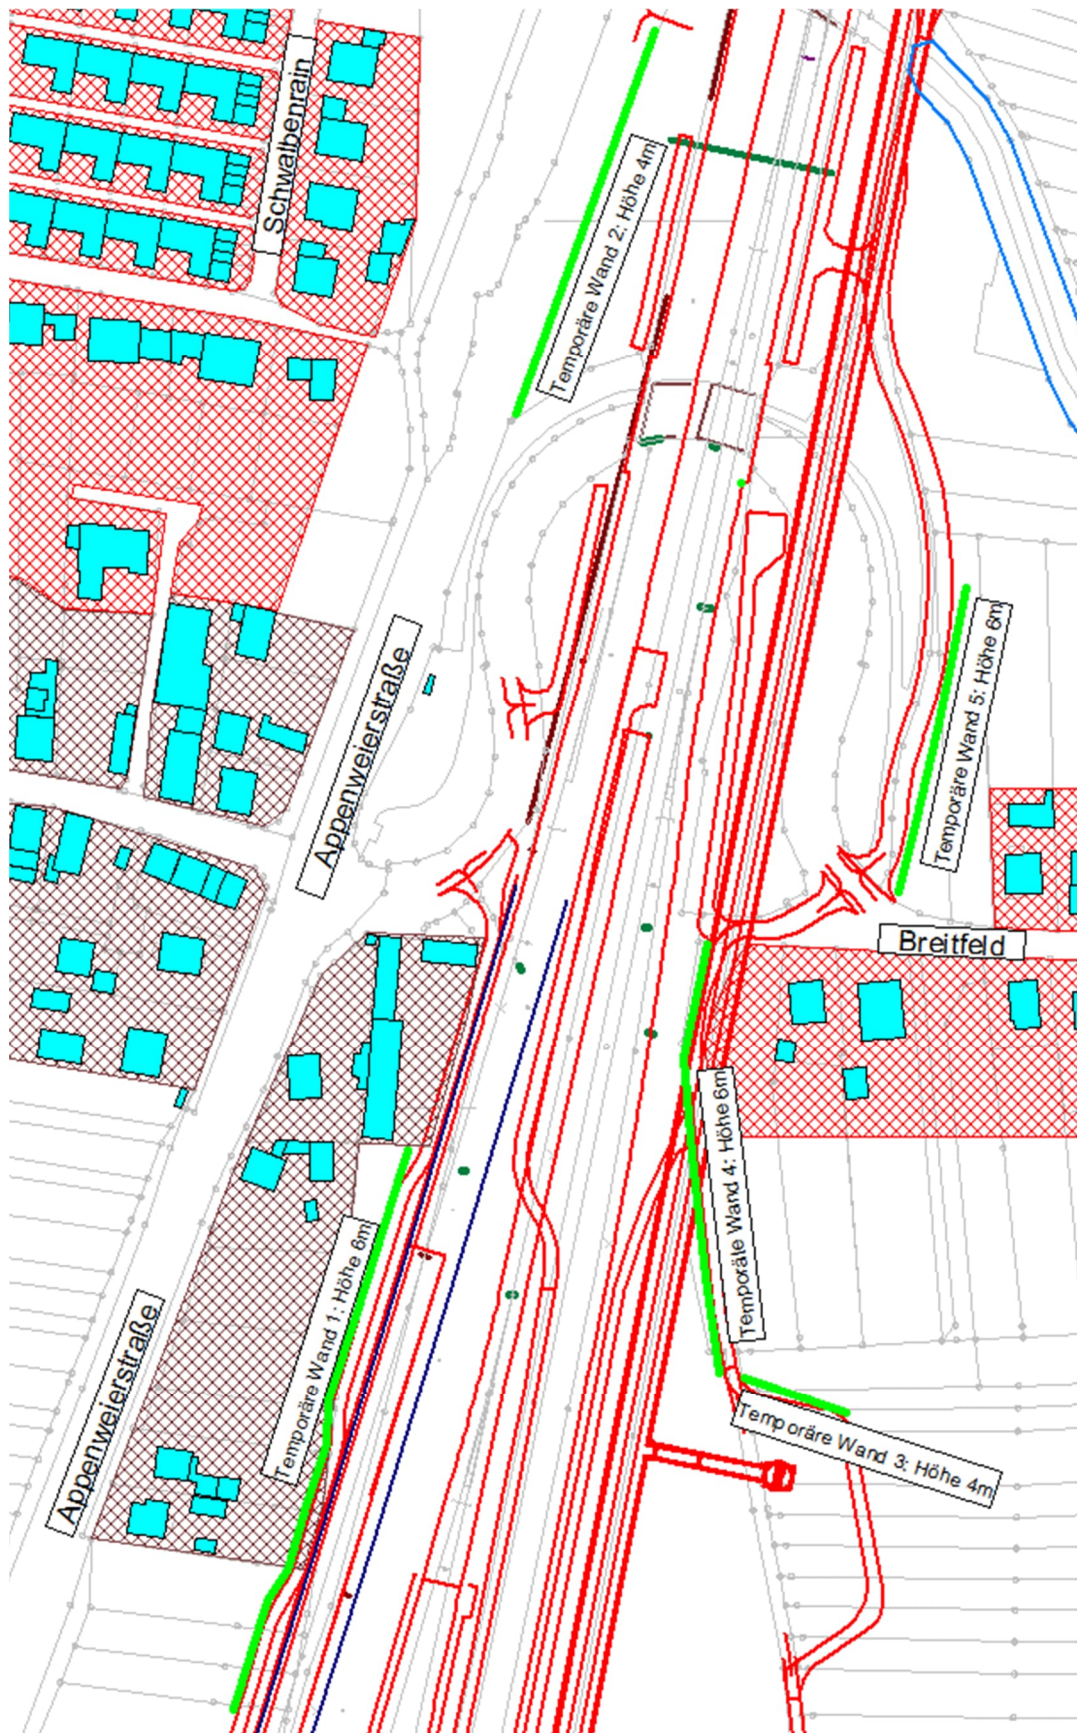 Schwalbenrain
Temporäre Wand 2: Höhe 4m
Appenweierstraße
Temporäre Wand 5: Höhe 6m
Breitfeld
Temporäre Wand 4: Höhe 6m
Temporäre Wand 1: Höhe 6m
Appenweierstraße
Temporäre Wand 3: Höhe 4m